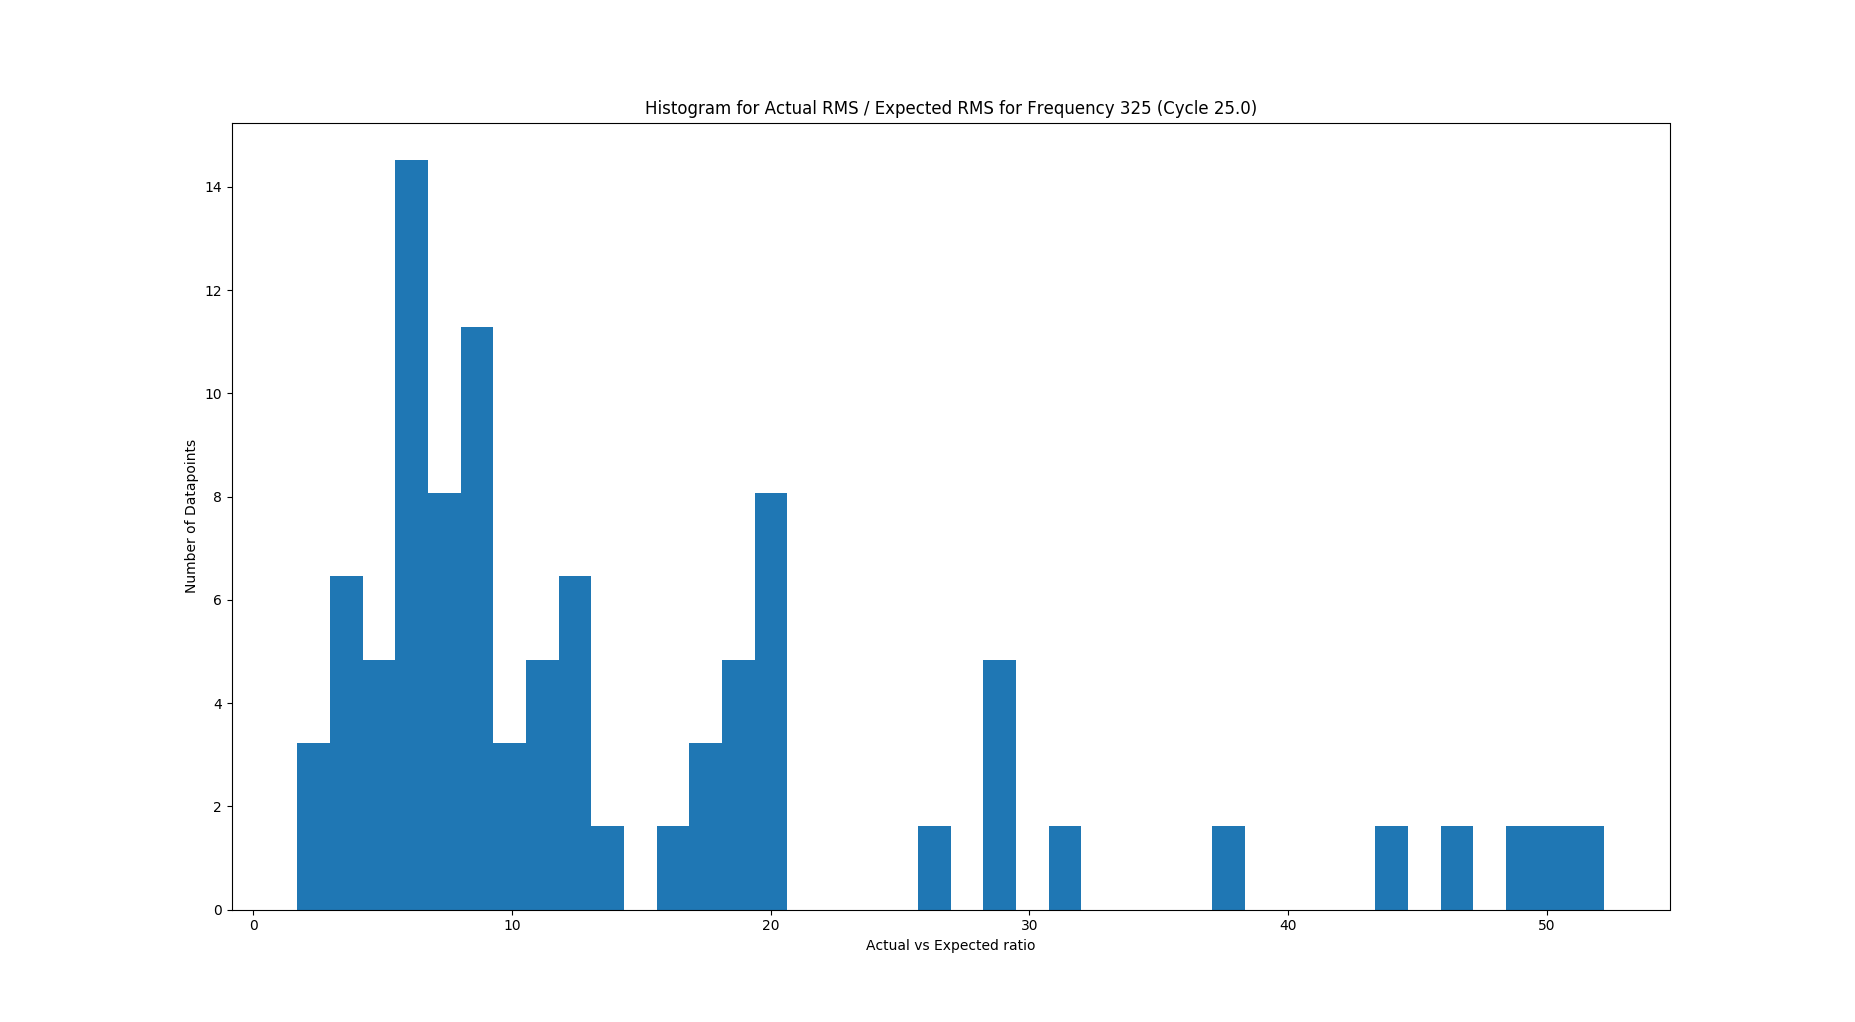 Histogram for Actual RMS / Expected RMS for Frequency 325 (Cycle 25.0)
14
12
10
8
6
4
2
0
Number of Datapoints
0 10 20 30 40 50
Actual vs Expected ratio